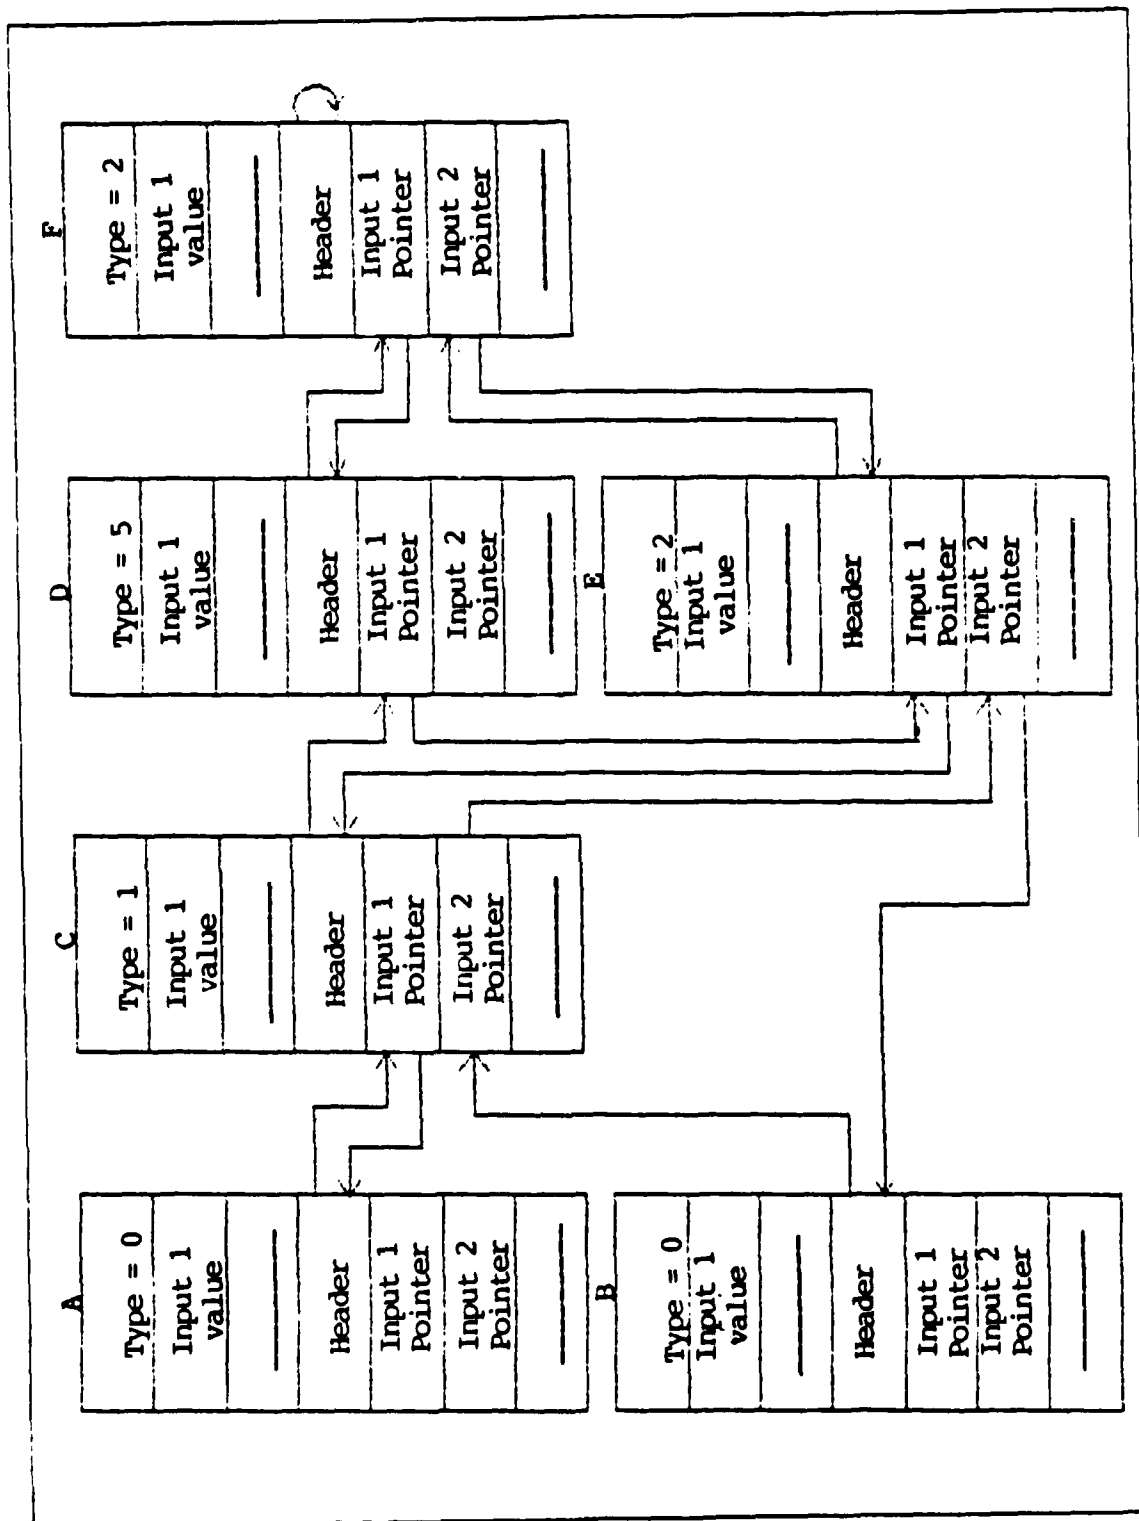 A
Type = 0
Input 1
value
Header
Input 1
Pointer
Input 2
Pointer
B
Type = 0
Input 1
value
Header
Input 1
Pointer
Input 2
Pointer
C
Type = 1
Input 1
value
Header
Input 1
Pointer
Input 2
Pointer
D
Type = 5
Input 1
value
Header
Input 1
Pointer
Input 2
Pointer
E
Type = 2
Input 1
value
Header
Input 1
Pointer
Input 2
Pointer
F
Type = 2
Input 1
value
Header
Input 1
Pointer
Input 2
Pointer